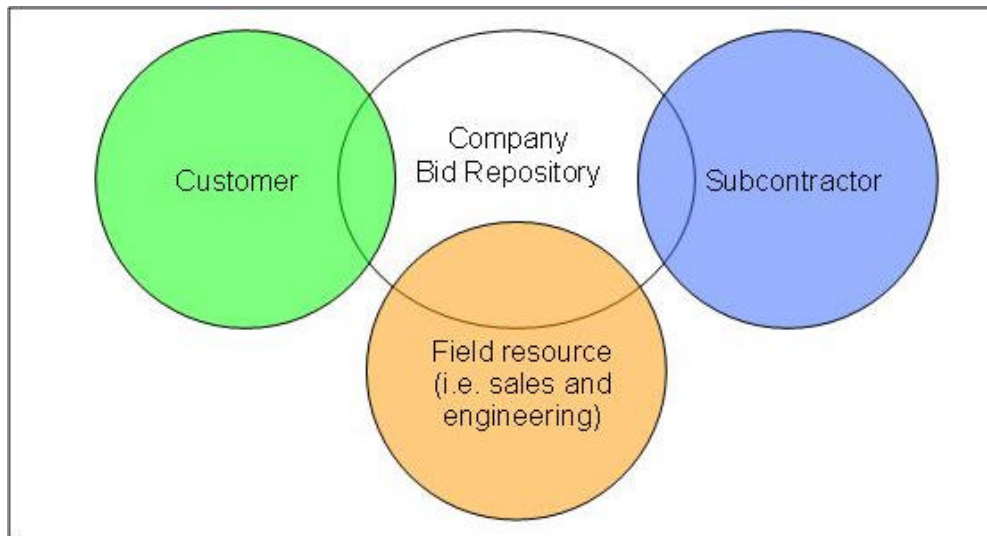 Company
Bid Repository
Customer
Subcontractor
Field resource
(i.e. sales and
engineering)